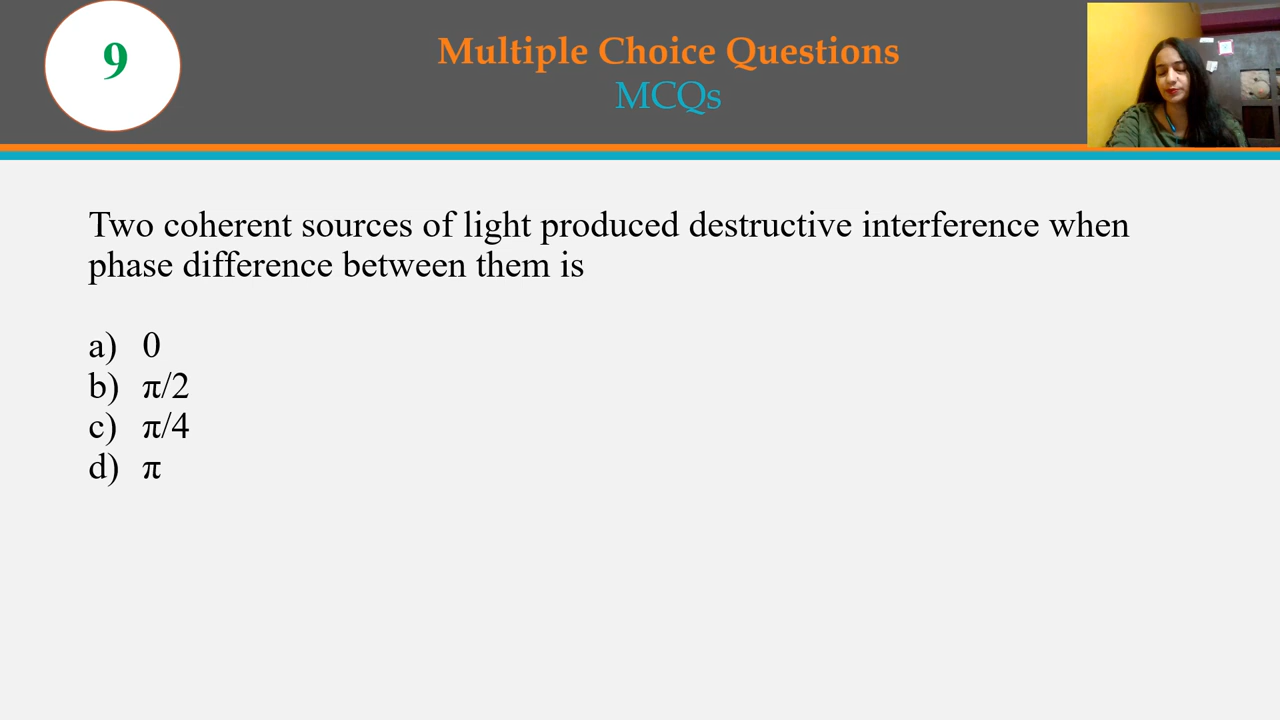 9
Multiple Choice Questions
MCQs
Two coherent sources of light produced destructive interference when
phase difference between them is
a) 0
b) π/2
c) π/4
d) π